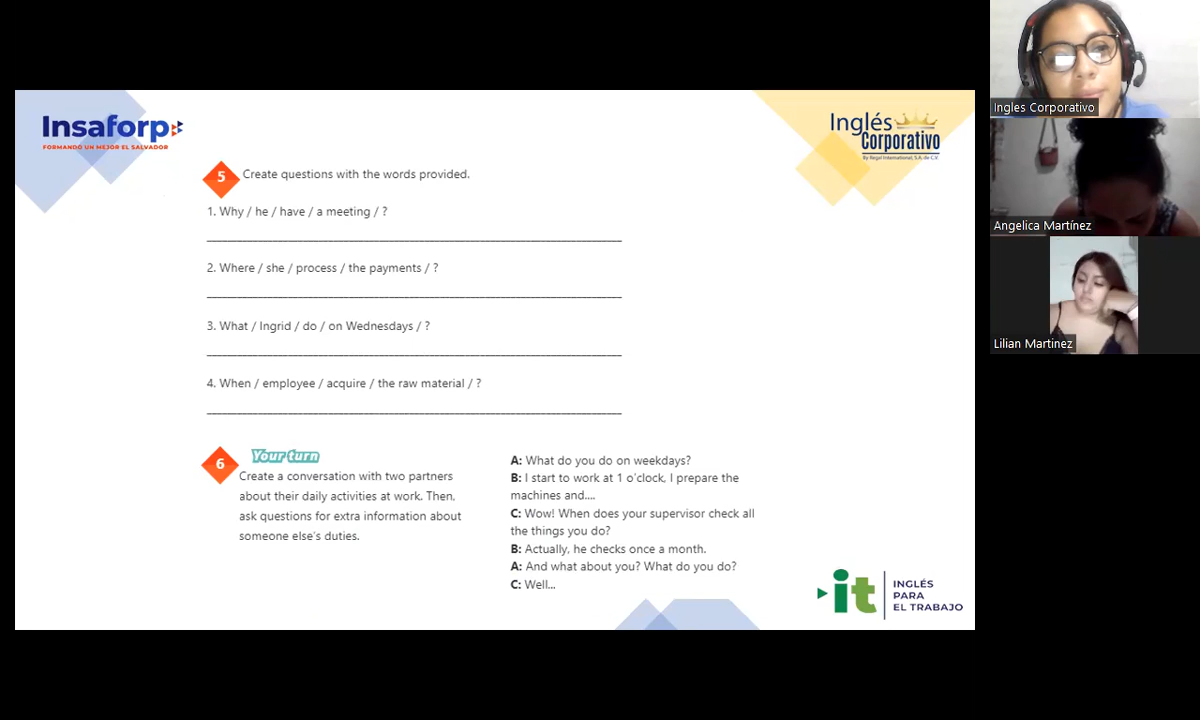 Insaforp
FORMANDO UN MEJOR EL SALVADOR
Inglés
Corporativo
By Regal International, S.A. de C.V.
5 Create questions with the words provided.
1. Why / he / have / a meeting / ?
2. Where / she / process / the payments / ?
3. What / Ingrid / do / on Wednesdays / ?
4. When / employee / acquire / the raw material / ?
6 Your turn
Create a conversation with two partners
about their daily activities at work. Then,
ask questions for extra information about
someone else's duties.
A: What do you do on weekdays?
B: I start to work at 1 o'clock, I prepare the
machines and....
C: Wow! When does your supervisor check all
the things you do?
B: Actually, he checks once a month.
A: And what about you? What do you do?
C: Well...
it
INGLÉS
PARA
EL TRABAJO
Ingles Corporativo
Angelica Martínez
Lilian Martinez